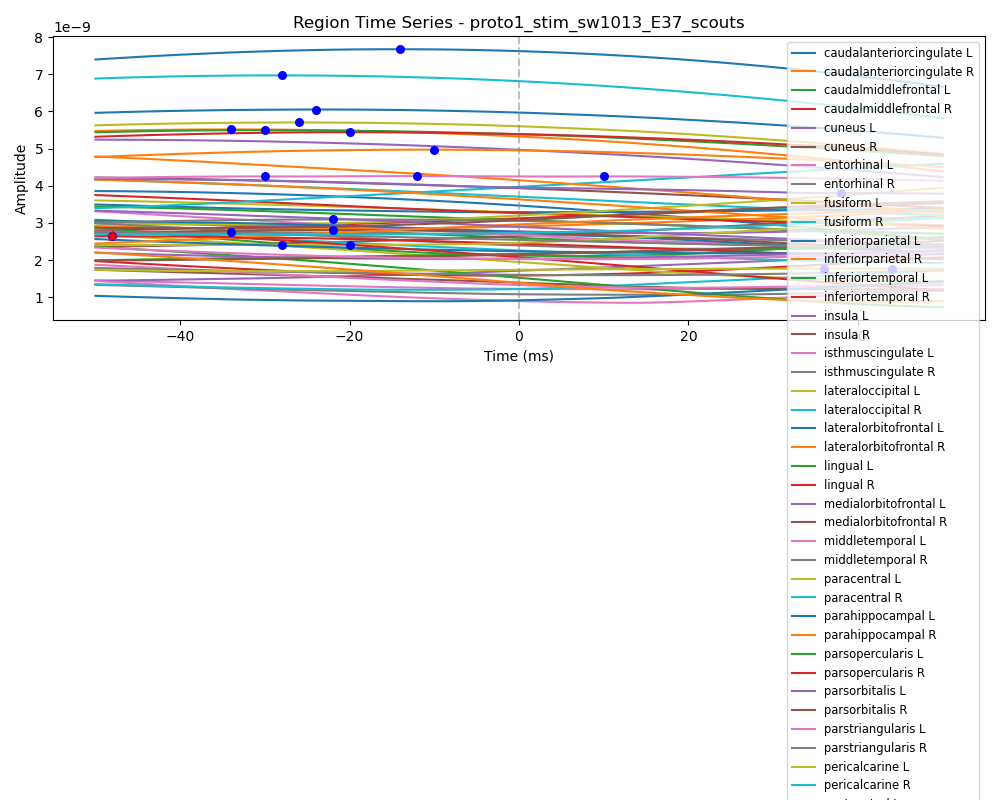 Region Time Series - proto1_stim_sw1013_E37_scouts
1e−9
8
7
6
5
4
3
2
1
Amplitude
−40
−20
0
20
Time (ms)
caudalanteriorcingulate L
caudalanteriorcingulate R
caudalmiddlefrontal L
caudalmiddlefrontal R
cuneus L
cuneus R
entorhinal L
entorhinal R
fusiform L
fusiform R
inferiorparietal L
inferiorparietal R
inferiortemporal L
inferiortemporal R
insula L
insula R
isthmuscingulate L
isthmuscingulate R
lateraloccipital L
lateraloccipital R
lateralorbitofrontal L
lateralorbitofrontal R
lingual L
lingual R
medialorbitofrontal L
medialorbitofrontal R
middletemporal L
middletemporal R
paracentral L
paracentral R
parahippocampal L
parahippocampal R
parsopercularis L
parsopercularis R
parsorbitalis L
parsorbitalis R
parstriangularis L
parstriangularis R
pericalcarine L
pericalcarine R